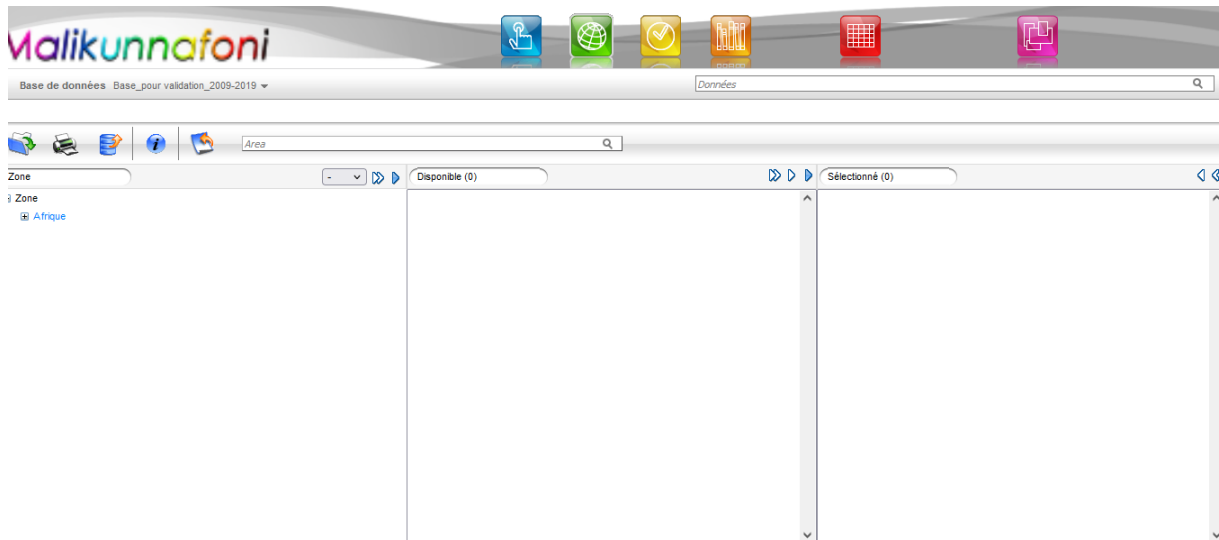 Malikunnafoni
Base de données Base_pour validation_2009-2019
Données
Area
Zone
-
Disponible (0)
Sélectionné (0)
Zone
Afrique